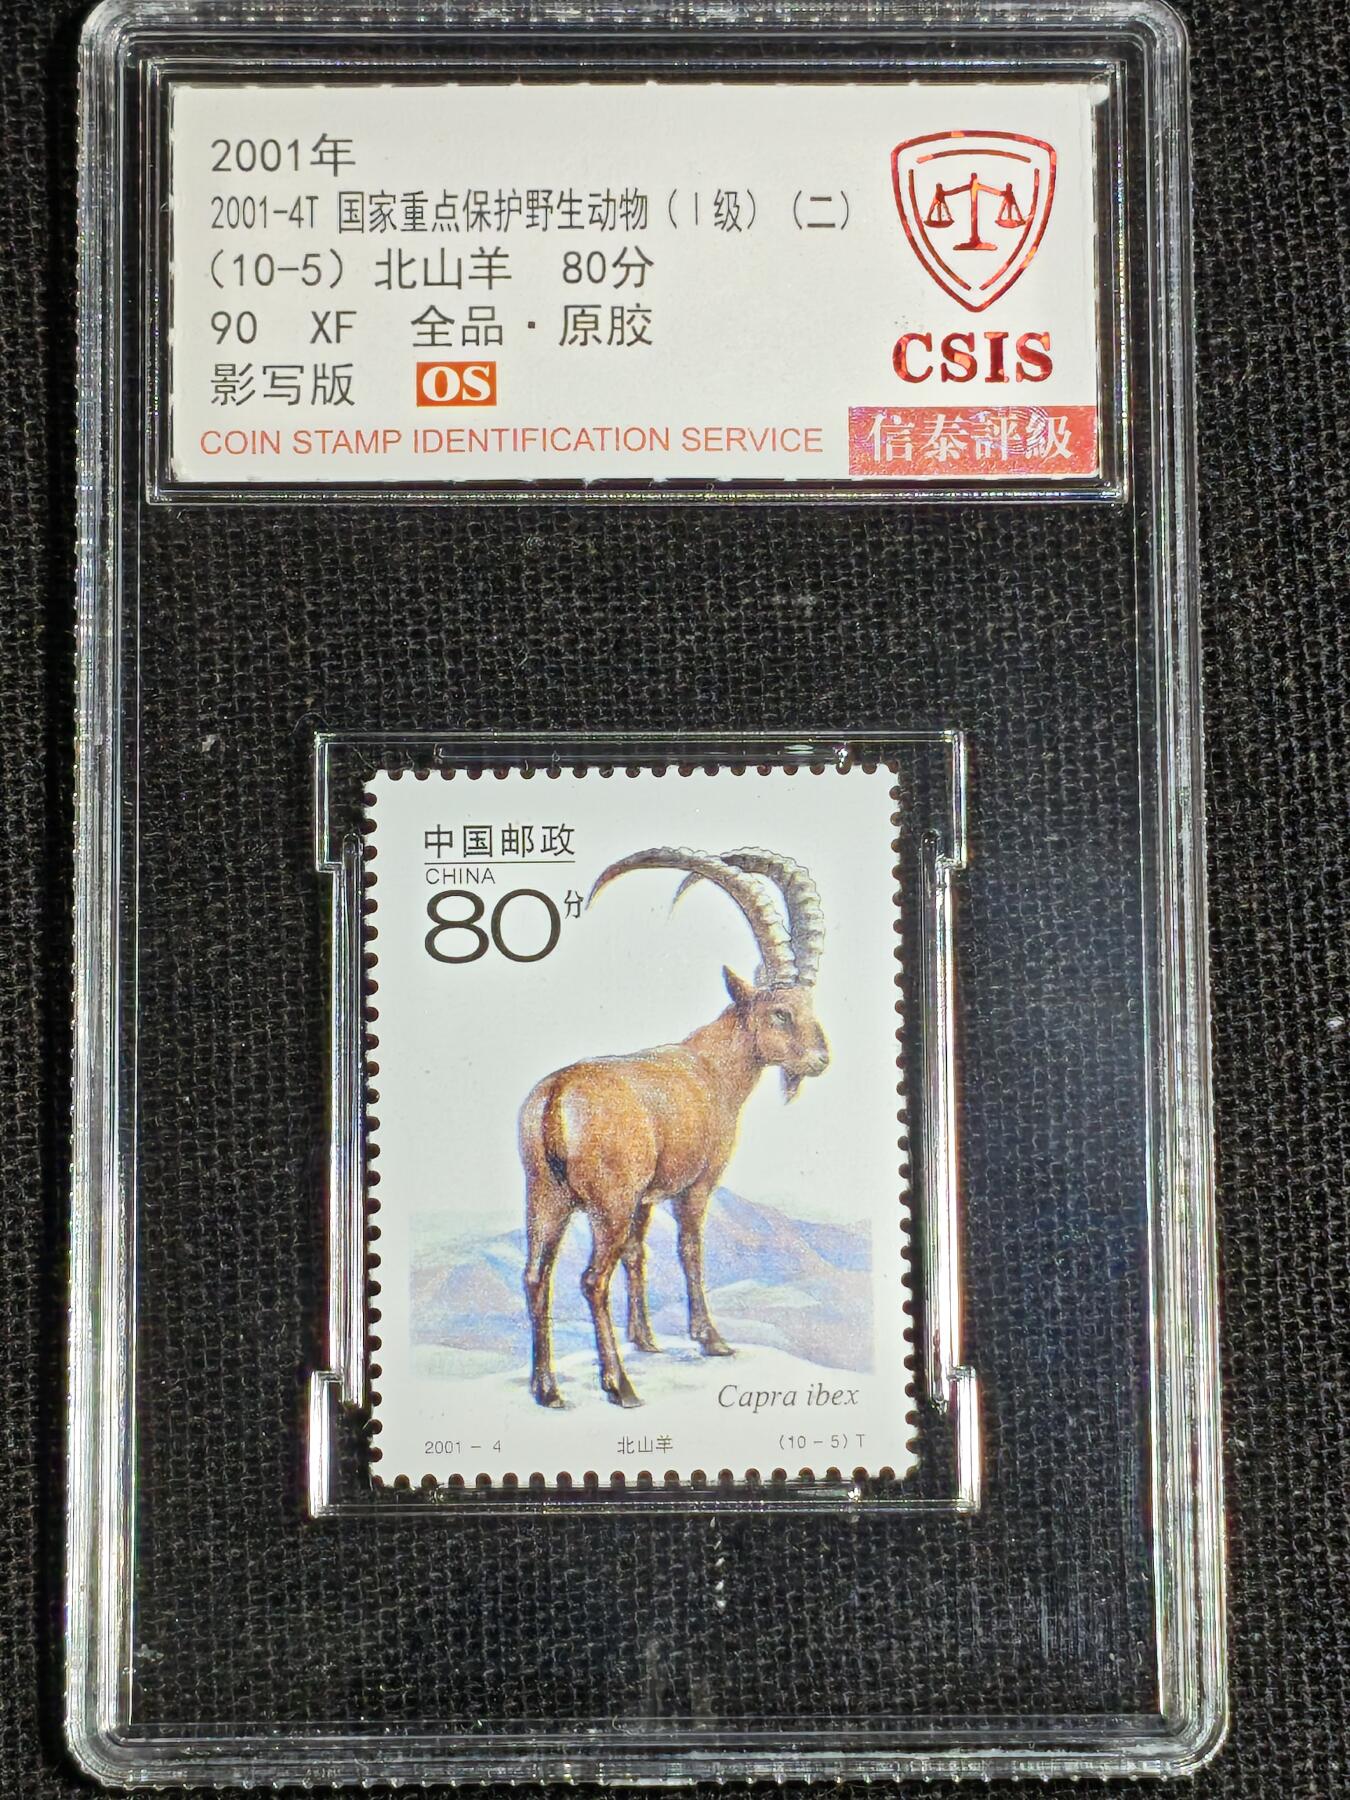 2001年
2001-4T 国家重点保护野生动物（Ⅰ级）（二）
（10-5）北山羊 80分
90 XF 全品·原胶
影写版 OS
COIN STAMP IDENTIFICATION SERVICE
CSIS
信泰評級
中国邮政
CHINA
80分
Capra ibex
2001-4 北山羊 (10-5)T